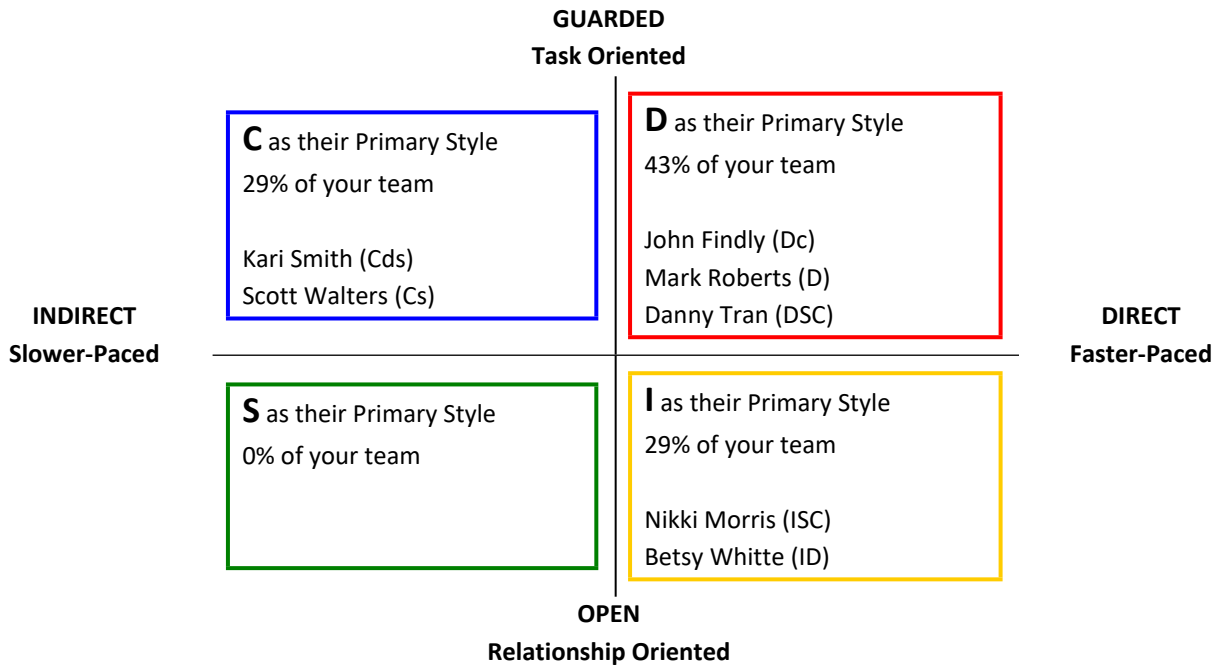 GUARDED
Task Oriented
C as their Primary Style
29% of your team
Kari Smith (Cds)
Scott Walters (Cs)
D as their Primary Style
43% of your team
John Findly (Dc)
Mark Roberts (D)
Danny Tran (DSC)
INDIRECT
Slower-Paced
DIRECT
Faster-Paced
S as their Primary Style
0% of your team
I as their Primary Style
29% of your team
Nikki Morris (ISC)
Betsy Whitte (ID)
OPEN
Relationship Oriented